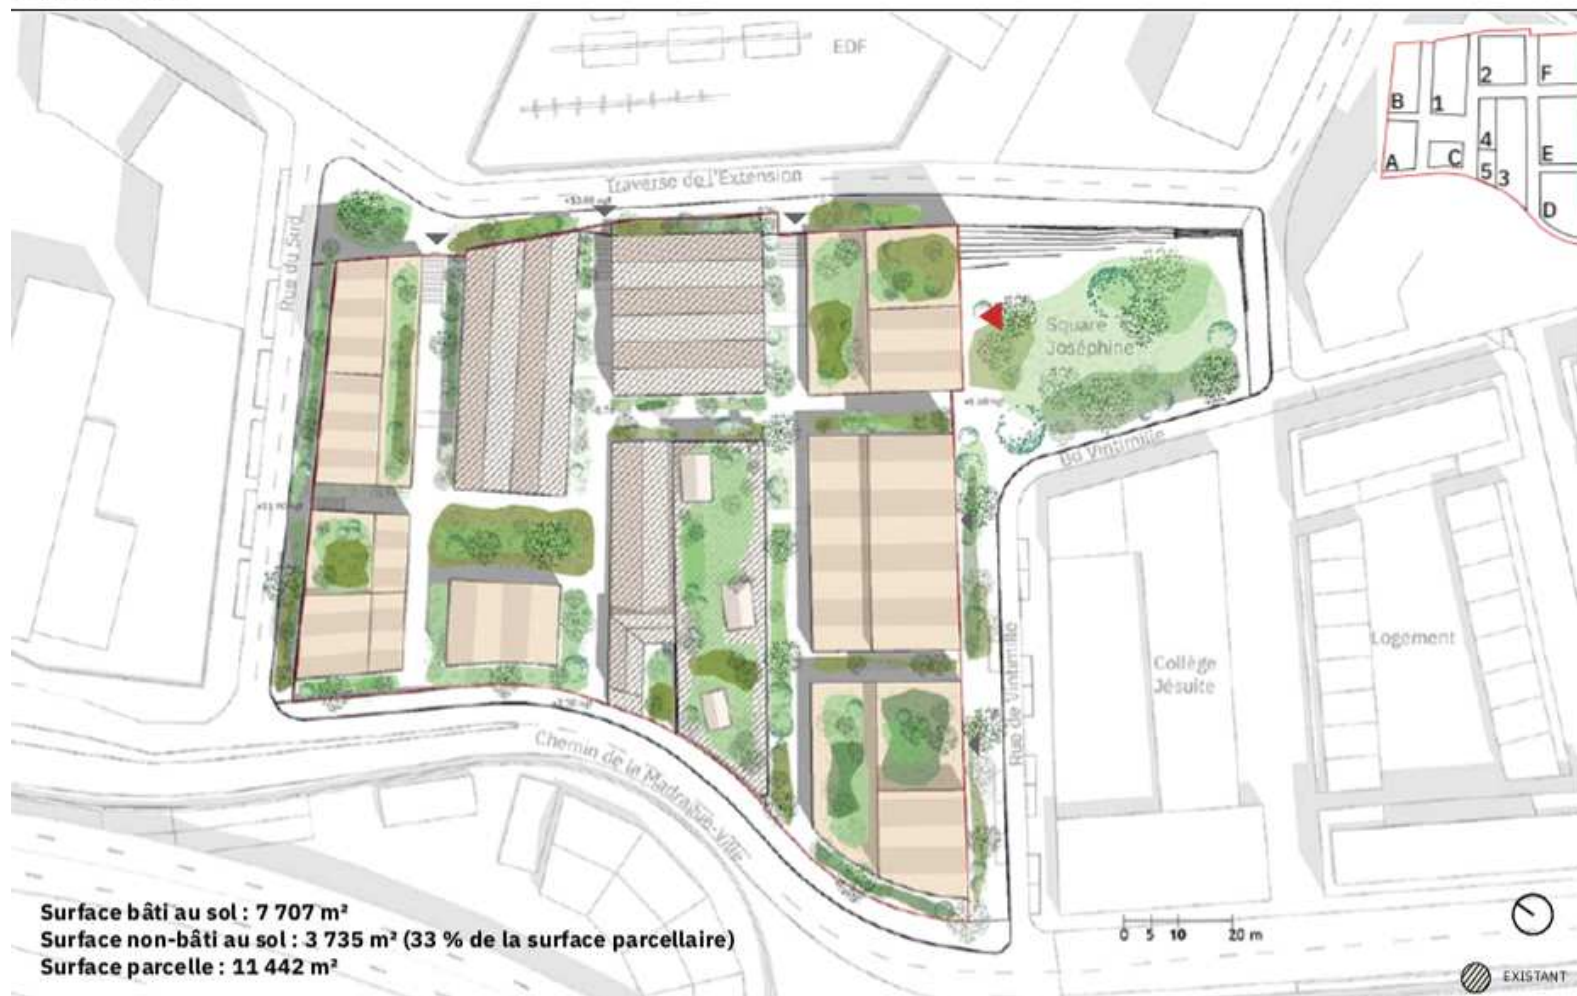 EDF
2
F
B
1
4
E
A
C
5
3
D
Traverse de l'Extension
Rue du Sud
Square
Joséphine
Bd Vintimille
Rue de Vintimille
Collège
Jésuite
Logement
Chemin de la Madrague-Ville
Surface bâti au sol : 7 707 m²
Surface non-bâti au sol : 3 735 m² (33 % de la surface parcellaire)
Surface parcelle : 11 442 m²
0 5 10 20 m
EXISTANT